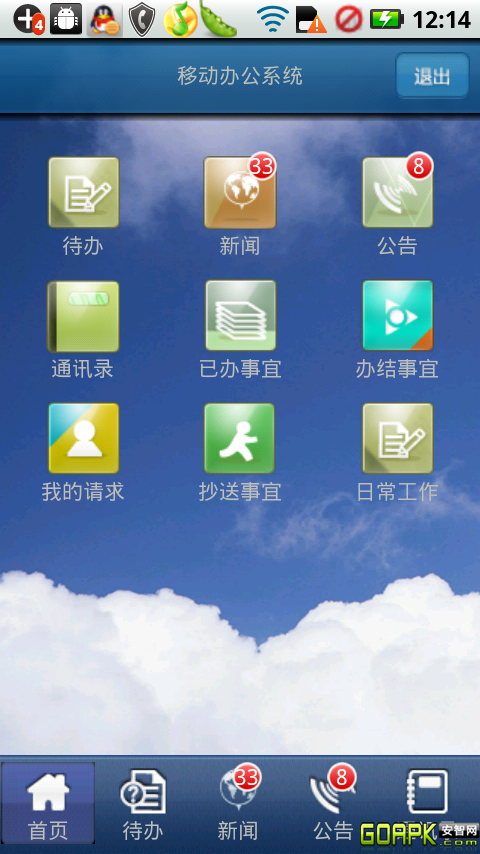 4 12:14
移动办公系统 退出
33 8
待办 新闻 公告
通讯录 已办事宜 办结事宜
我的请求 抄送事宜 日常工作
33 8
首页 待办 新闻 公告
GOAPK 安智网
.com